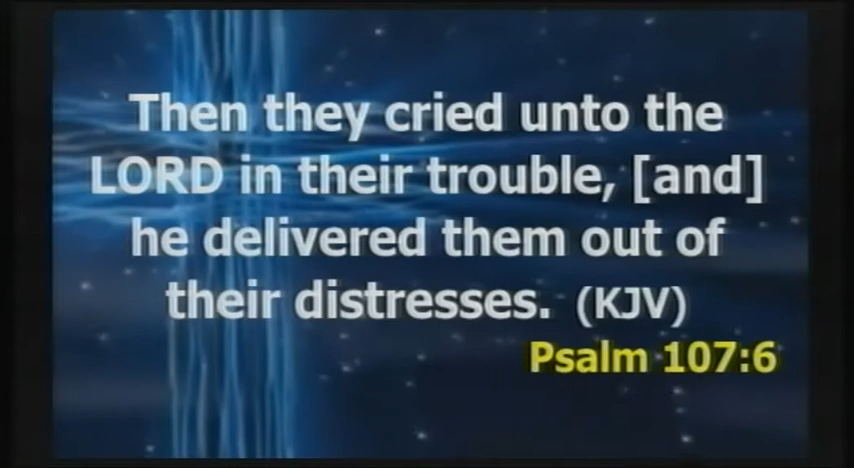 Then they cried unto the
LORD in their trouble, [and]
he delivered them out of
their distresses. (KJV)
Psalm 107:6